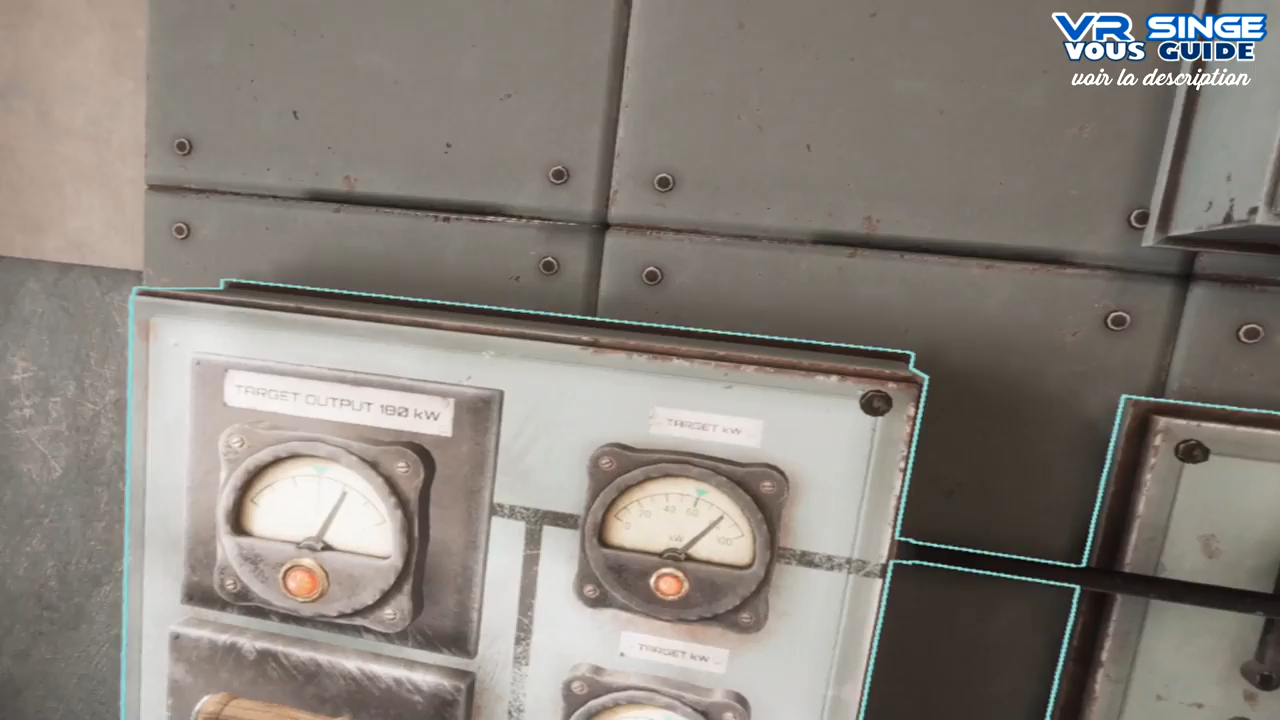 VR SINGE
VOUS GUIDE
voir la description
TARGET OUTPUT 180 kW
TARGET kW
0 20 40 60 100
kW
TARGET kW